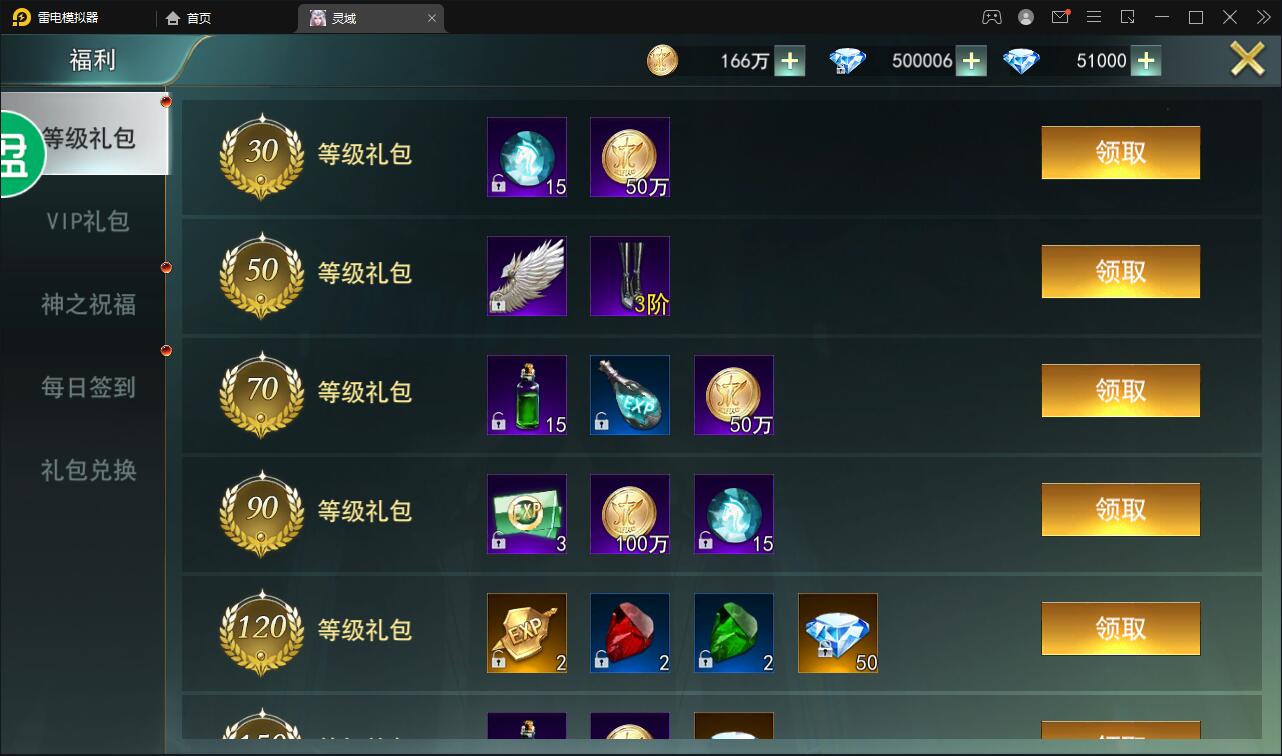 雷电模拟器 首页 灵域
福利 166万 500006 51000
等级礼包
VIP礼包
神之祝福
每日签到
礼包兑换
30 等级礼包 15 50万 领取
50 等级礼包 3阶 领取
70 等级礼包 15 EXP 50万 领取
90 等级礼包 EXP 3 100万 15 领取
120 等级礼包 EXP 2 2 2 50 领取